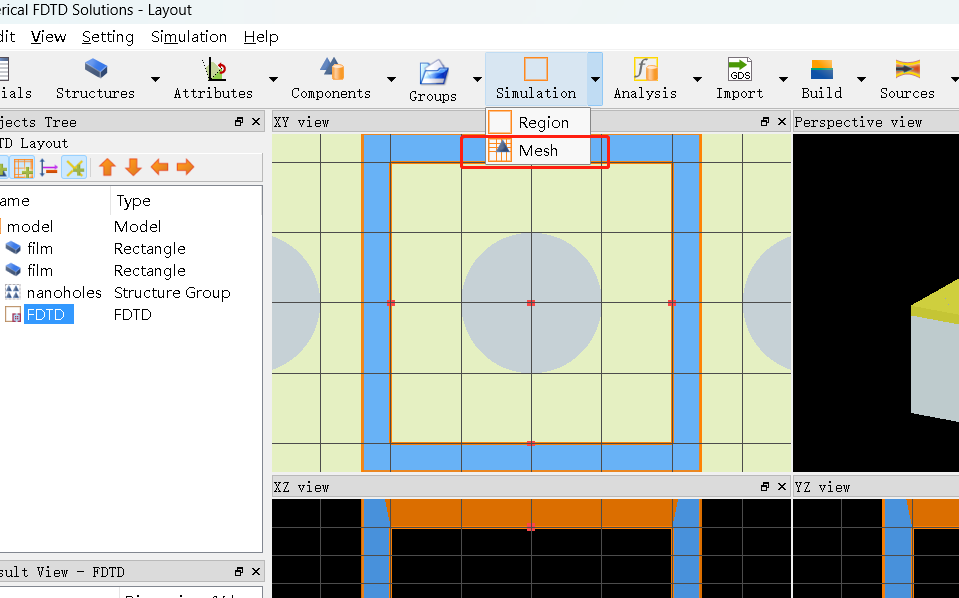 erical FDTD Solutions - Layout
dit View Setting Simulation Help
ials Structures Attributes Components Groups Simulation Analysis Import Build Sources
GDS
Region
Mesh
jects Tree
XY view
Perspective view
TD Layout
ame Type
model Model
film Rectangle
film Rectangle
nanoholes Structure Group
FDTD FDTD
XZ view
YZ view
sult View - FDTD